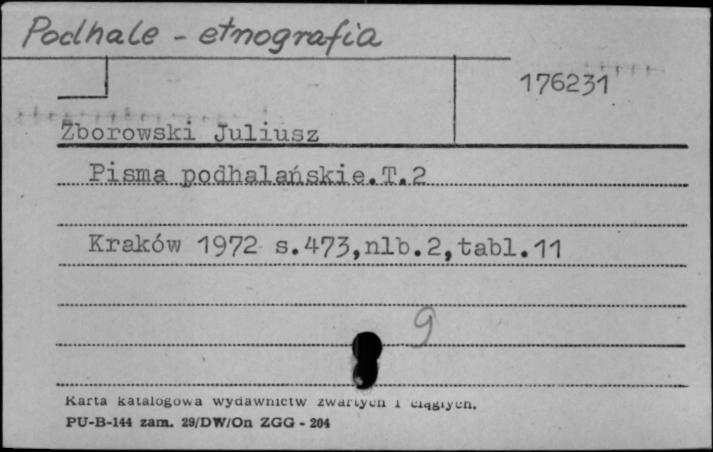 Podhale - etnografia
176231
Zborowski Juliusz
Pisma podhalańskie.T.2
Kraków 1972 s.473,nlb.2,tabl.11
9
Karta katalogowa wydawnictw zwartych i ciągłych.
PU-B-144 zam. 29/DW/On ZGG - 204